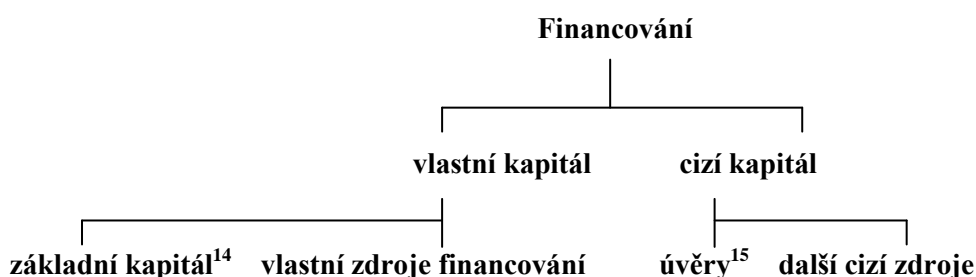 Financování
vlastní kapitál cizí kapitál
základní kapitál¹⁴ vlastní zdroje financování úvěry¹⁵ další cizí zdroje